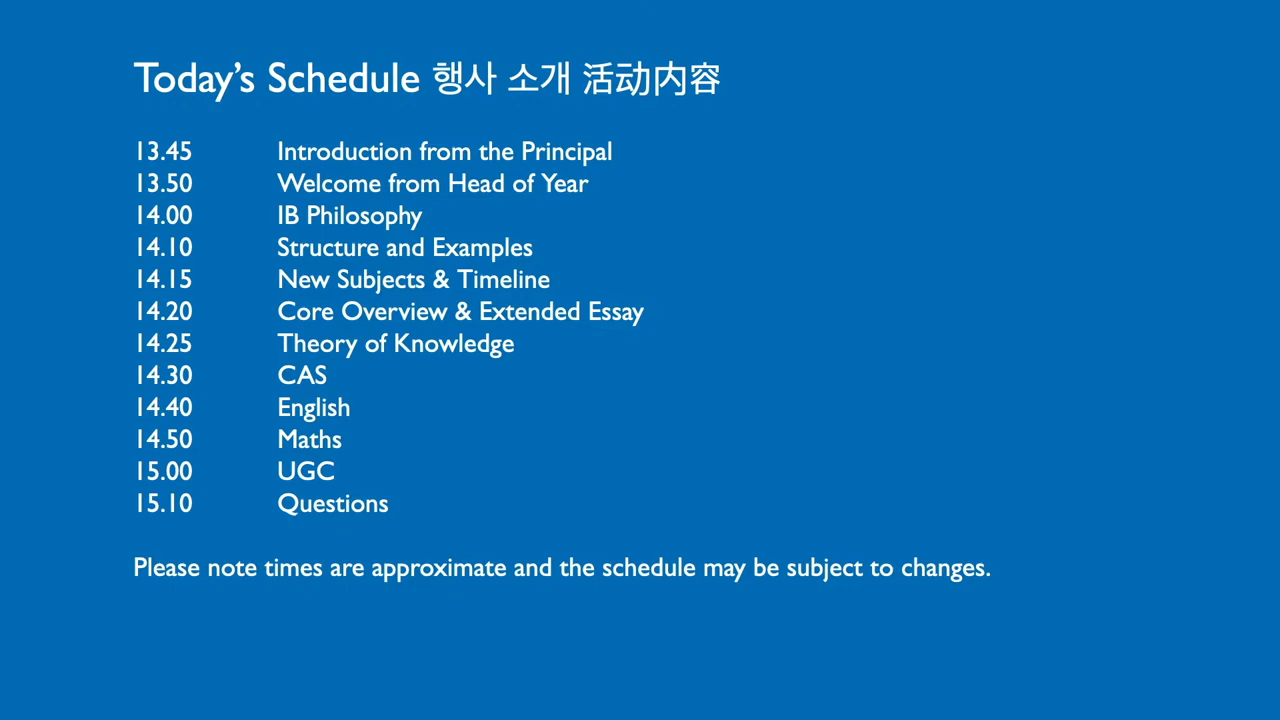 Today's Schedule 행사 소개 活动内容
13.45 Introduction from the Principal
13.50 Welcome from Head of Year
14.00 IB Philosophy
14.10 Structure and Examples
14.15 New Subjects & Timeline
14.20 Core Overview & Extended Essay
14.25 Theory of Knowledge
14.30 CAS
14.40 English
14.50 Maths
15.00 UGC
15.10 Questions
Please note times are approximate and the schedule may be subject to changes.